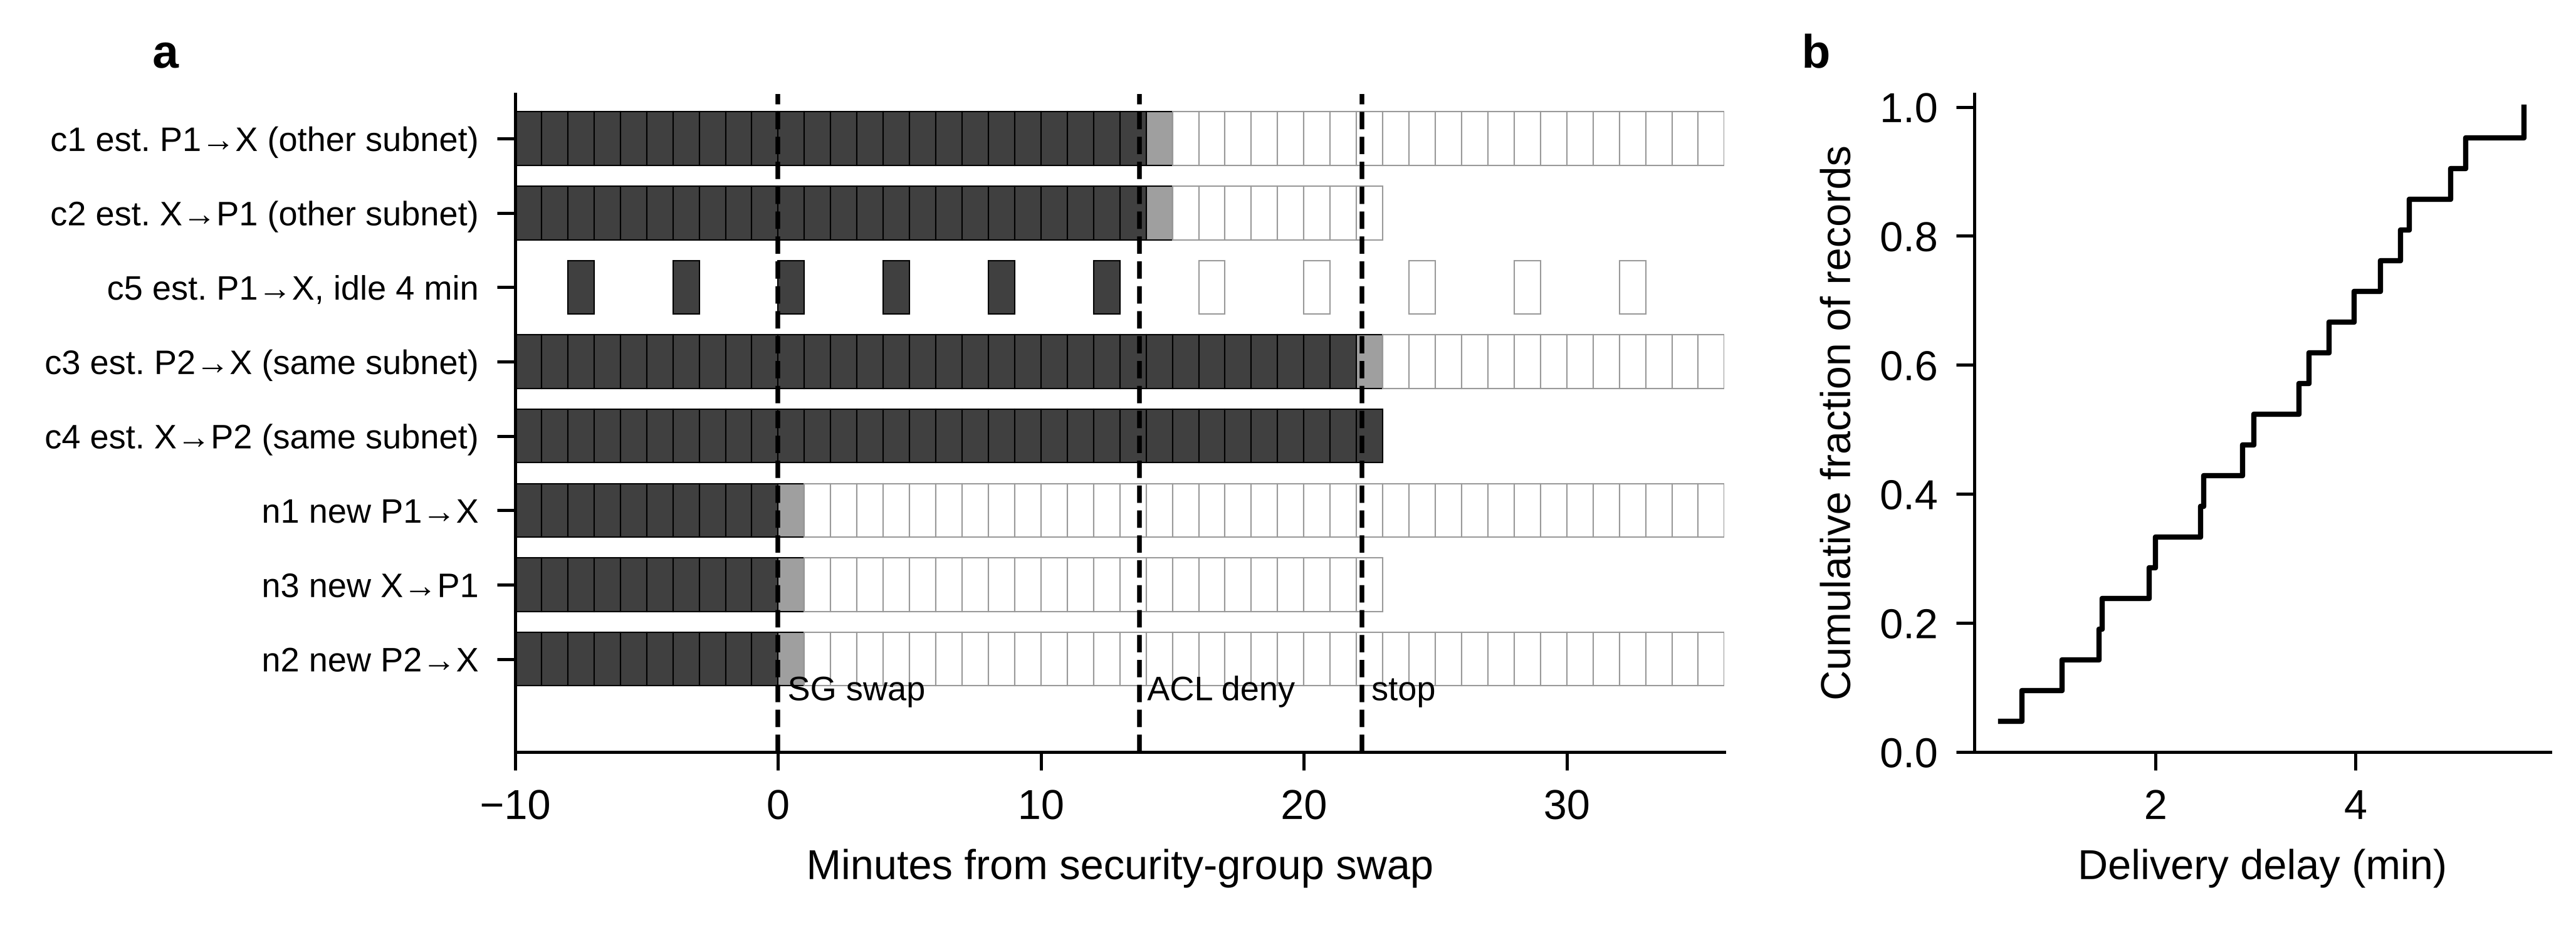 a
c1 est. P1→X (other subnet)
c2 est. X→P1 (other subnet)
c5 est. P1→X, idle 4 min
c3 est. P2→X (same subnet)
c4 est. X→P2 (same subnet)
n1 new P1→X
n3 new X→P1
n2 new P2→X
SG swap
ACL deny
stop
−10
0
10
20
30
Minutes from security-group swap
b
Cumulative fraction of records
1.0
0.8
0.6
0.4
0.2
0.0
2
4
Delivery delay (min)